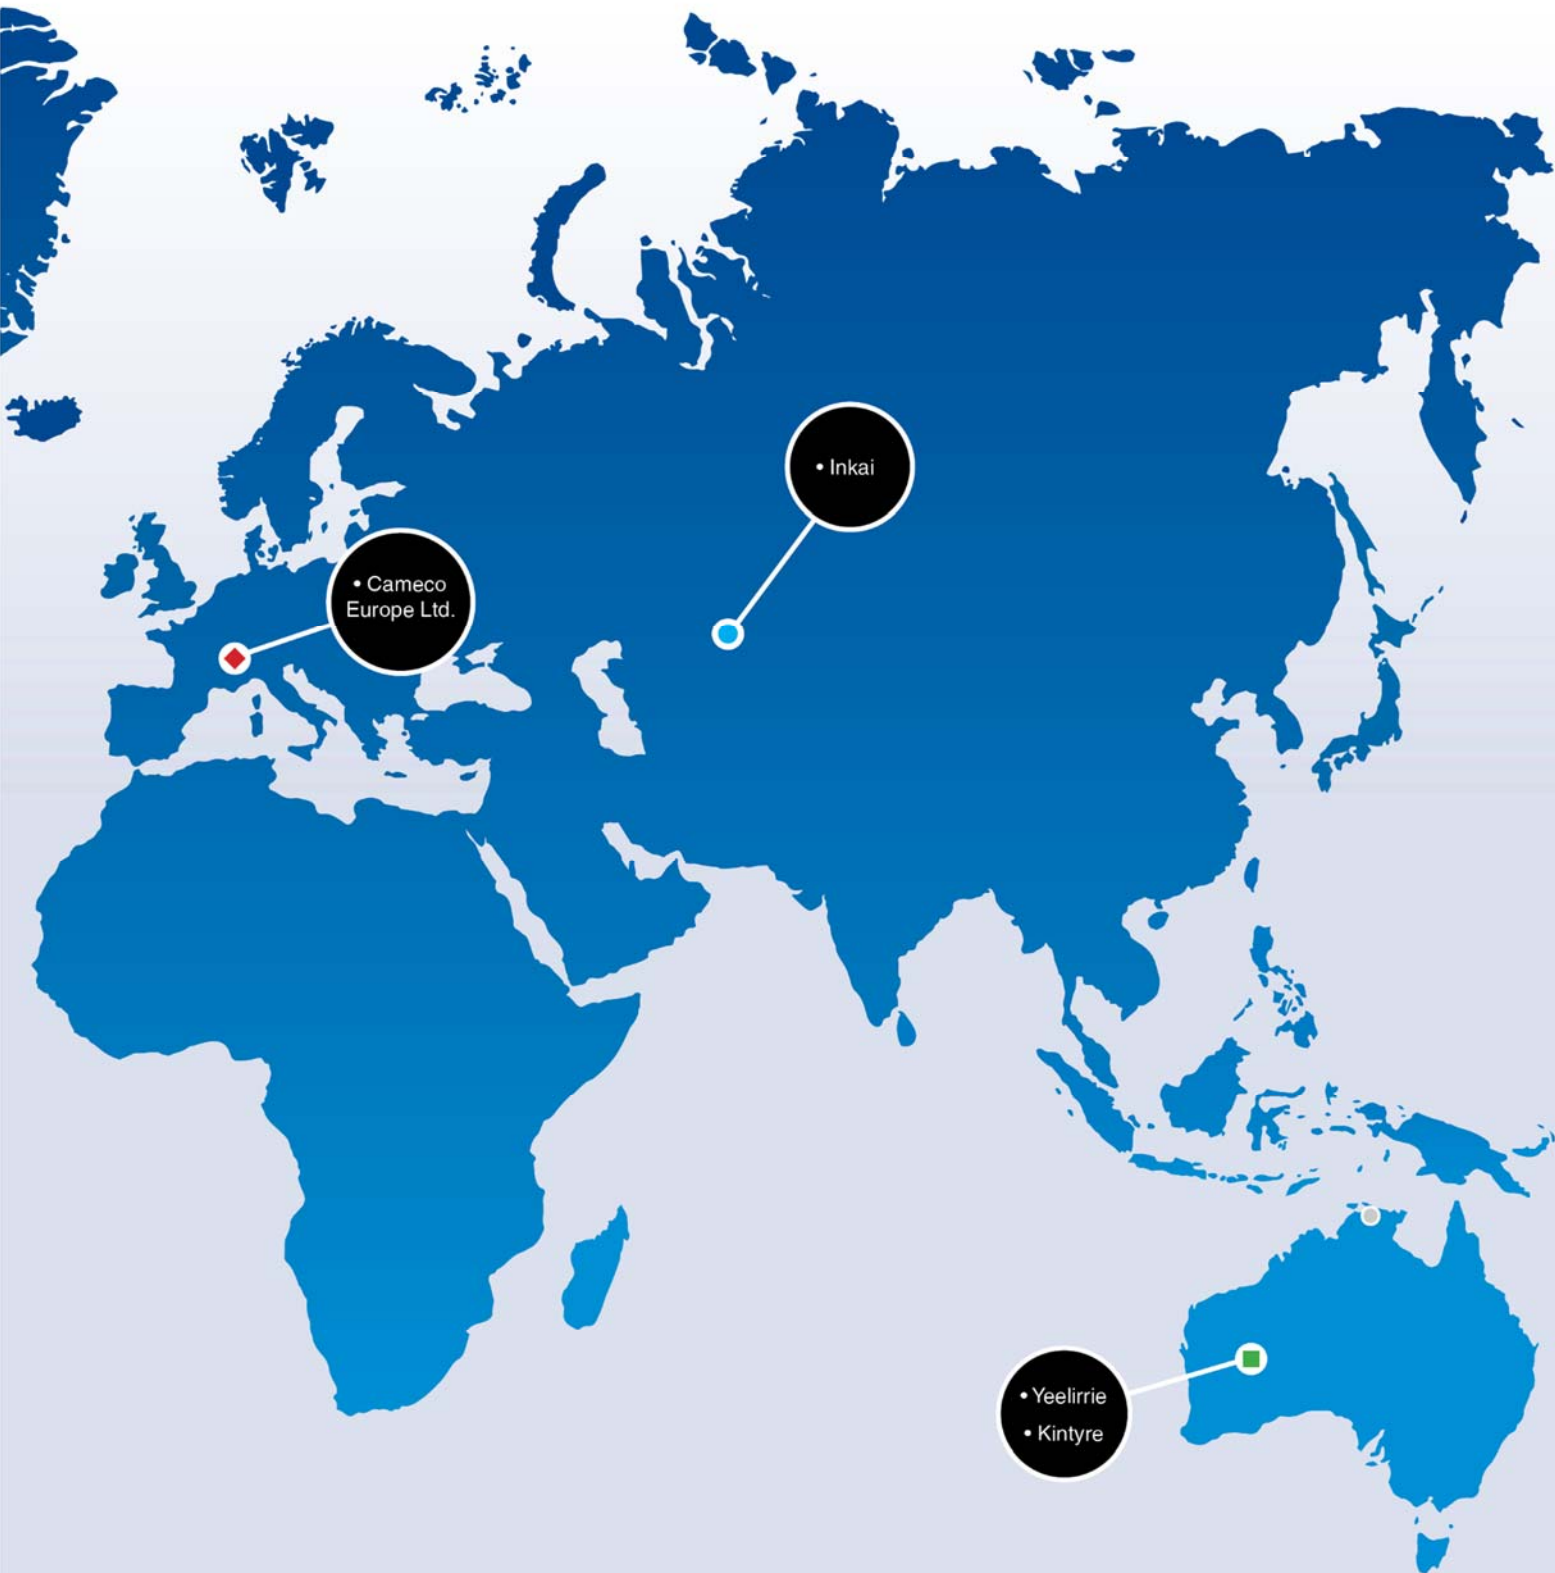 • Inkai
• Cameco
Europe Ltd.
• Yeelirrie
• Kintyre